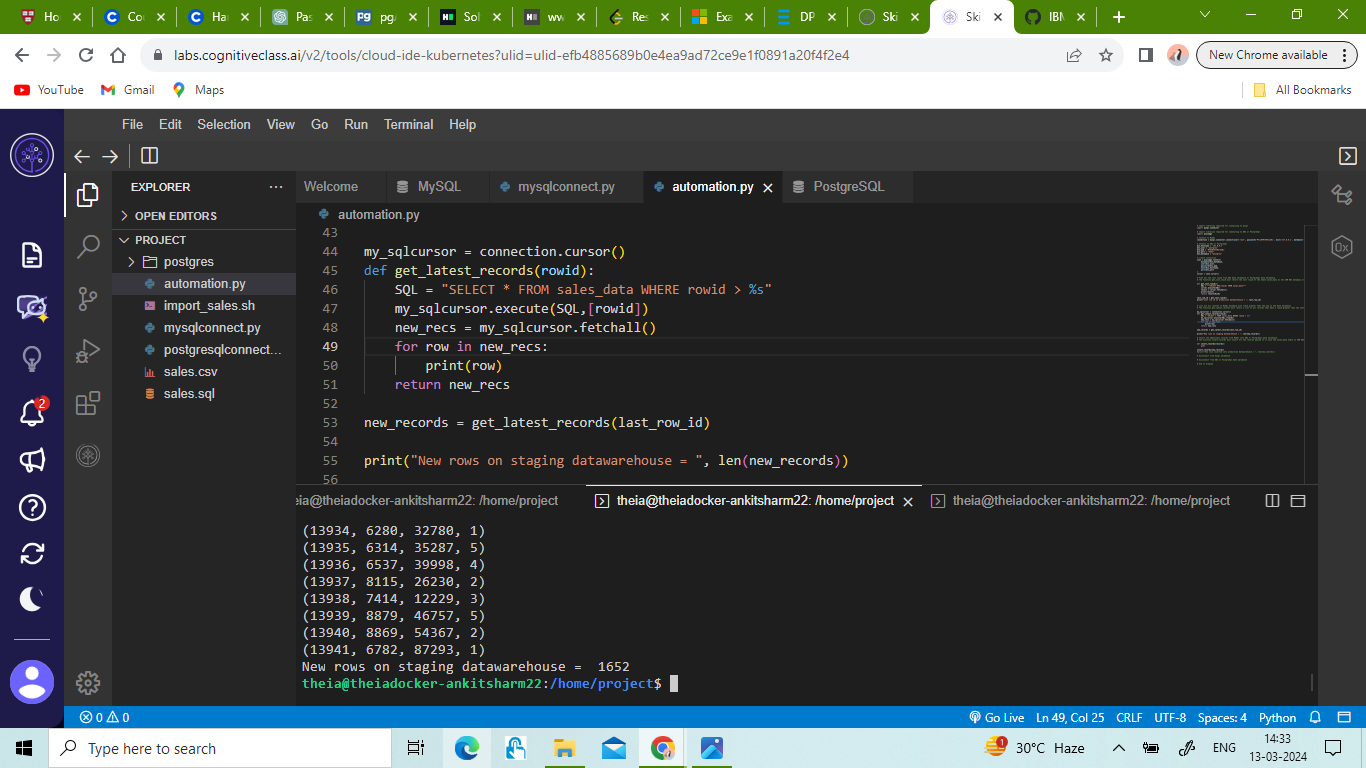 Ho
Cou
Har
Pas
pgA
Sol
ww
Res
Exa
DP
Ski
Ski
IBM
labs.cognitiveclass.ai/v2/tools/cloud-ide-kubernetes?ulid=ulid-efb4885689b0e4ea9ad72ce9e1f0891a20f4f2e4
New Chrome available
YouTube
Gmail
Maps
All Bookmarks
File Edit Selection View Go Run Terminal Help
EXPLORER
OPEN EDITORS
PROJECT
postgres
automation.py
import_sales.sh
mysqlconnect.py
postgresqlconnect...
sales.csv
sales.sql
2
Welcome
MySQL
mysqlconnect.py
automation.py
PostgreSQL
automation.py
43
44 my_sqlcursor = connection.cursor()
45 def get_latest_records(rowid):
46 SQL = "SELECT * FROM sales_data WHERE rowid > %s"
47 my_sqlcursor.execute(SQL,[rowid])
48 new_recs = my_sqlcursor.fetchall()
49 for row in new_recs:
50 print(row)
51 return new_recs
52
53 new_records = get_latest_records(last_row_id)
54
55 print("New rows on staging datawarehouse = ", len(new_records))
56
eia@theiadocker-ankitsharm22: /home/project
theia@theiadocker-ankitsharm22: /home/project
theia@theiadocker-ankitsharm22: /home/project
(13934, 6280, 32780, 1)
(13935, 6314, 35287, 5)
(13936, 6537, 39998, 4)
(13937, 8115, 26230, 2)
(13938, 7414, 12229, 3)
(13939, 8879, 46757, 5)
(13940, 8869, 54367, 2)
(13941, 6782, 87293, 1)
New rows on staging datawarehouse =  1652
theia@theiadocker-ankitsharm22:/home/project$
0 0
Go Live Ln 49, Col 25 CRLF UTF-8 Spaces: 4 Python
Type here to search
1
30°C Haze
ENG
14:33
13-03-2024